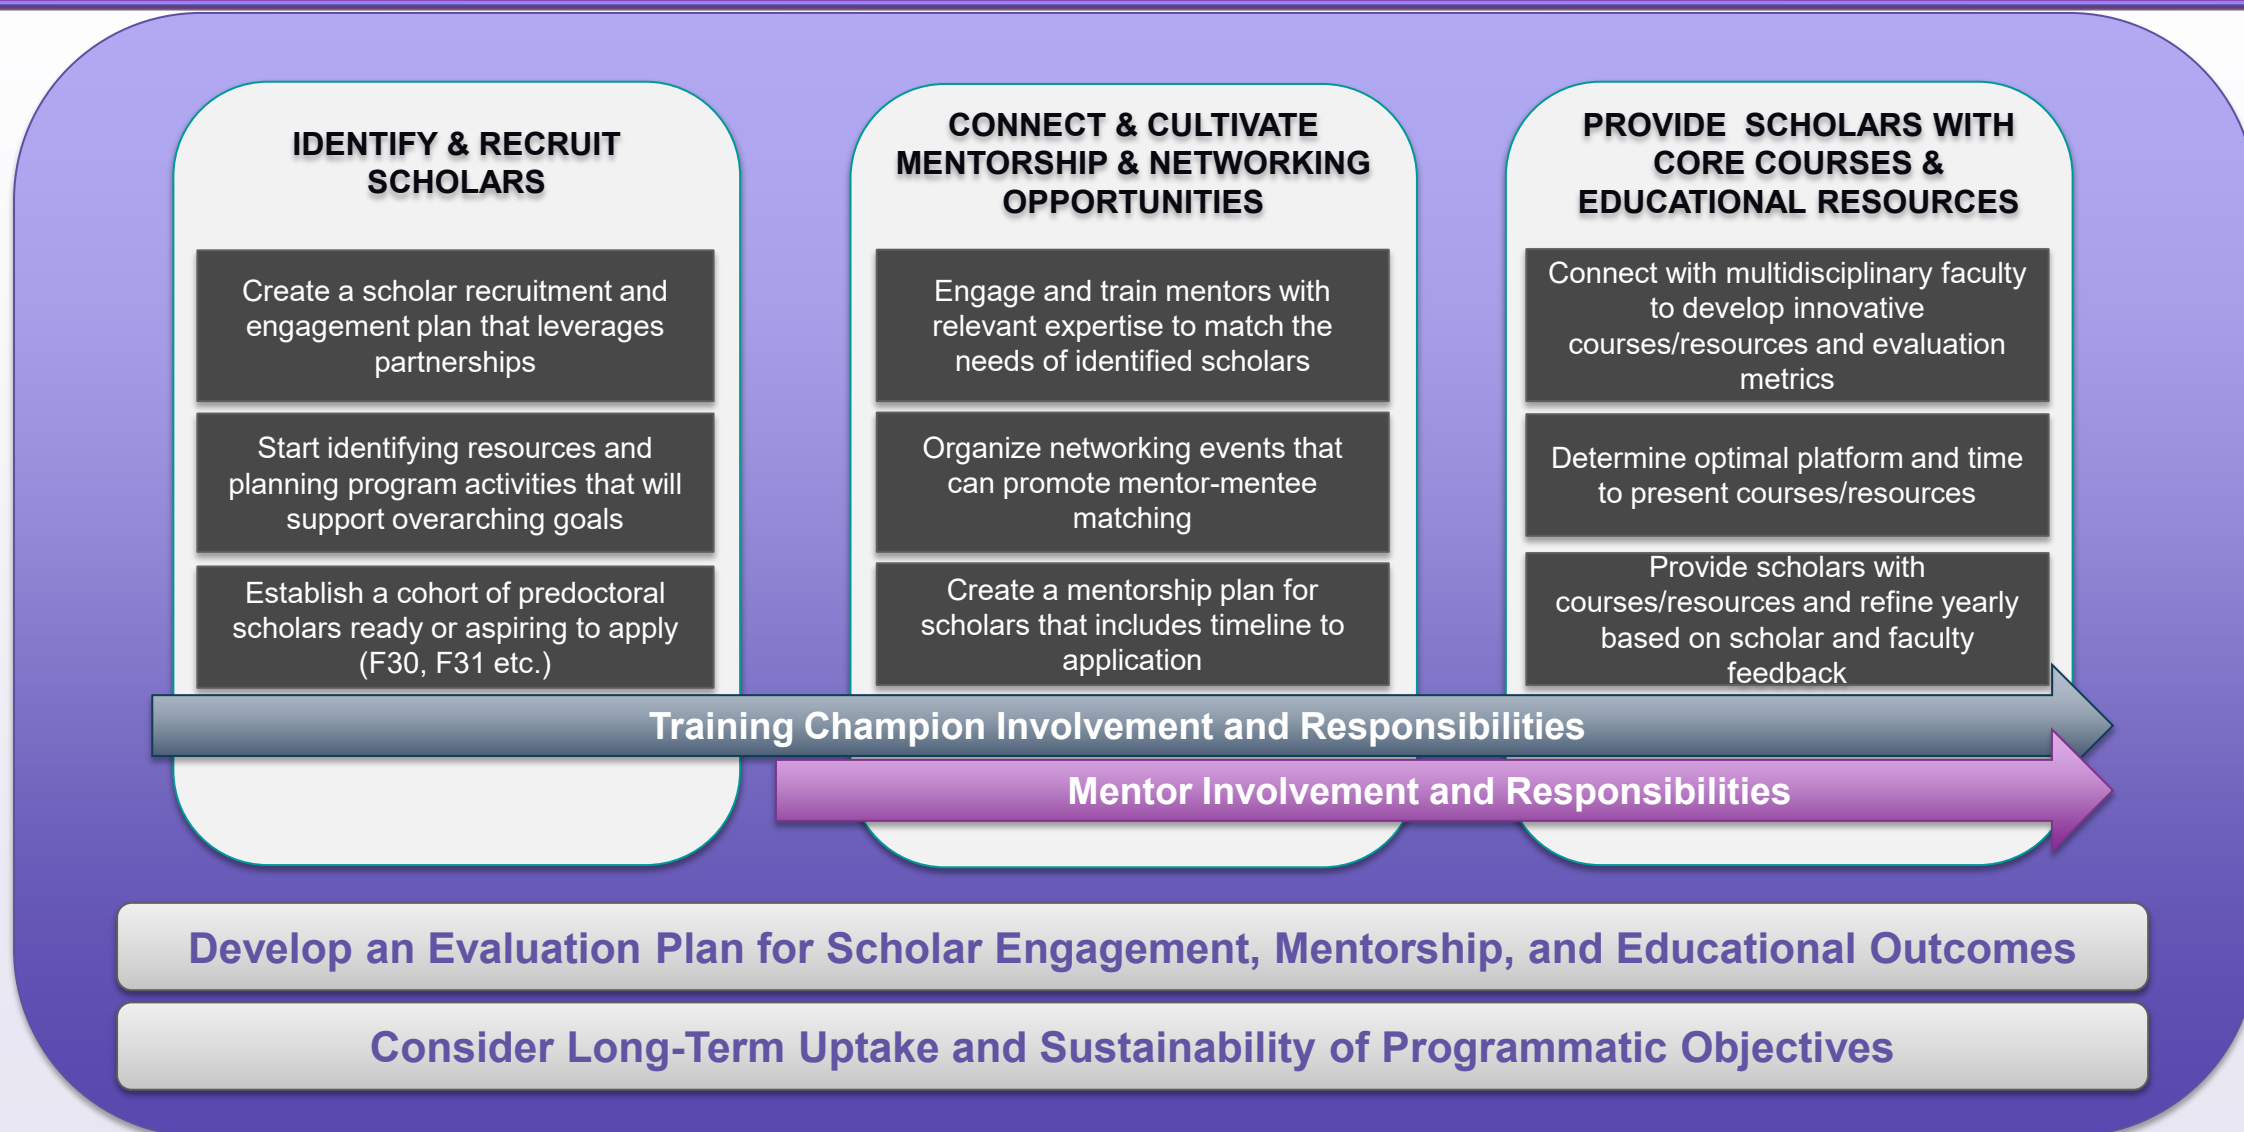 IDENTIFY & RECRUIT
SCHOLARS
Create a scholar recruitment and
engagement plan that leverages
partnerships
Start identifying resources and
planning program activities that will
support overarching goals
Establish a cohort of predoctoral
scholars ready or aspiring to apply
(F30, F31 etc.)
CONNECT & CULTIVATE
MENTORSHIP & NETWORKING
OPPORTUNITIES
Engage and train mentors with
relevant expertise to match the
needs of identified scholars
Organize networking events that
can promote mentor-mentee
matching
Create a mentorship plan for
scholars that includes timeline to
application
PROVIDE SCHOLARS WITH
CORE COURSES &
EDUCATIONAL RESOURCES
Connect with multidisciplinary faculty
to develop innovative
courses/resources and evaluation
metrics
Determine optimal platform and time
to present courses/resources
Provide scholars with
courses/resources and refine yearly
based on scholar and faculty
feedback
Training Champion Involvement and Responsibilities
Mentor Involvement and Responsibilities
Develop an Evaluation Plan for Scholar Engagement, Mentorship, and Educational Outcomes
Consider Long-Term Uptake and Sustainability of Programmatic Objectives